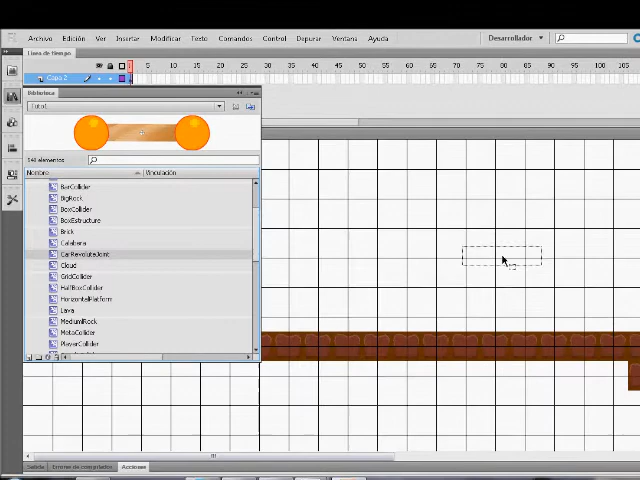 Fl Archivo Edición Ver Insertar Modificar Texto Comandos Control Depurar Ventana Ayuda Desarrollador
Línea de tiempo
5 10 15 20 25 30 35 40 45 50 55 60 65 70 75 80 85 90 95 100 105
Capa 2
Biblioteca
Tuto1
148 elementos
Nombre Vinculación
BarCollider
BigRock
BoxCollider
BoxEstructure
Brick
Calabera
CarRevoluteJoint
Cloud
GridCollider
HalfBoxCollider
HorizontalPlatform
Lava
MediumRock
MetaCollider
PlayerCollider
Salida Errores de compilador Acciones